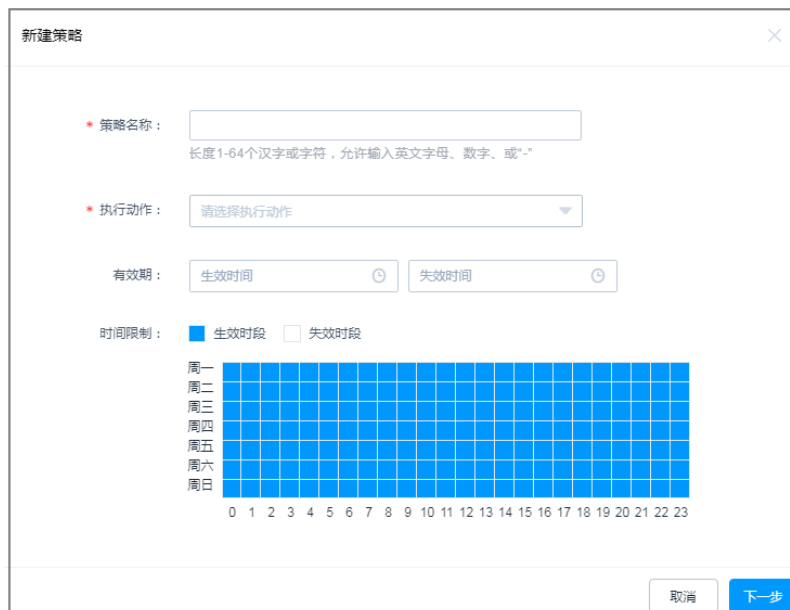 新建策略
* 策略名称：
长度1-64个汉字或字符，允许输入英文字母、数字、或"-"
* 执行动作： 请选择执行动作
有效期： 生效时间 失效时间
时间限制： 生效时段 失效时段
周一
周二
周三
周四
周五
周六
周日
0 1 2 3 4 5 6 7 8 9 10 11 12 13 14 15 16 17 18 19 20 21 22 23
取消 下一步